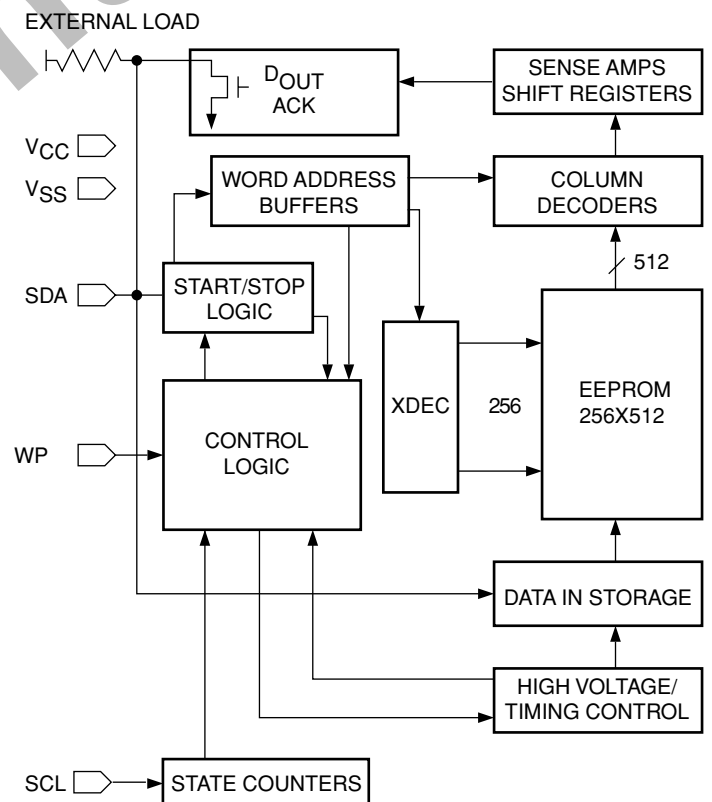 EXTERNAL LOAD
DOUT
ACK
SENSE AMPS
SHIFT REGISTERS
VCC
VSS
WORD ADDRESS
BUFFERS
COLUMN
DECODERS
512
SDA
START/STOP
LOGIC
XDEC
256
EEPROM
256X512
WP
CONTROL
LOGIC
DATA IN STORAGE
HIGH VOLTAGE/
TIMING CONTROL
SCL
STATE COUNTERS